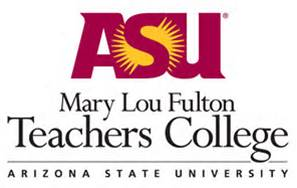 ASU®
Mary Lou Fulton
Teachers College
ARIZONA STATE UNIVERSITY